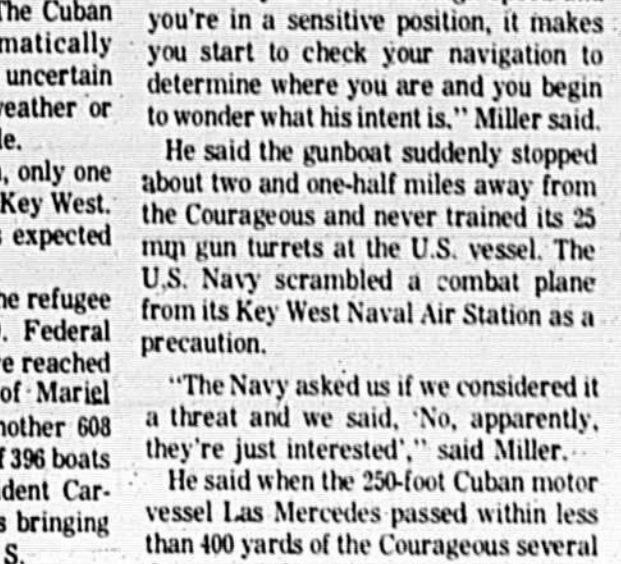 The Cuban
matically
uncertain
weather or
le.
, only one
Key West.
s expected
he refugee
. Federal
e reached
of Mariel
nother 608
f 396 boats
dent Car-
s bringing
S.
you're in a sensitive position, it makes
you start to check your navigation to
determine where you are and you begin
to wonder what his intent is." Miller said.
He said the gunboat suddenly stopped
about two and one-half miles away from
the Courageous and never trained its 25
mm gun turrets at the U.S. vessel. The
U.S. Navy scrambled a combat plane
from its Key West Naval Air Station as a
precaution.
"The Navy asked us if we considered it
a threat and we said, 'No, apparently,
they're just interested'," said Miller.
He said when the 250-foot Cuban motor
vessel Las Mercedes passed within less
than 400 yards of the Courageous several